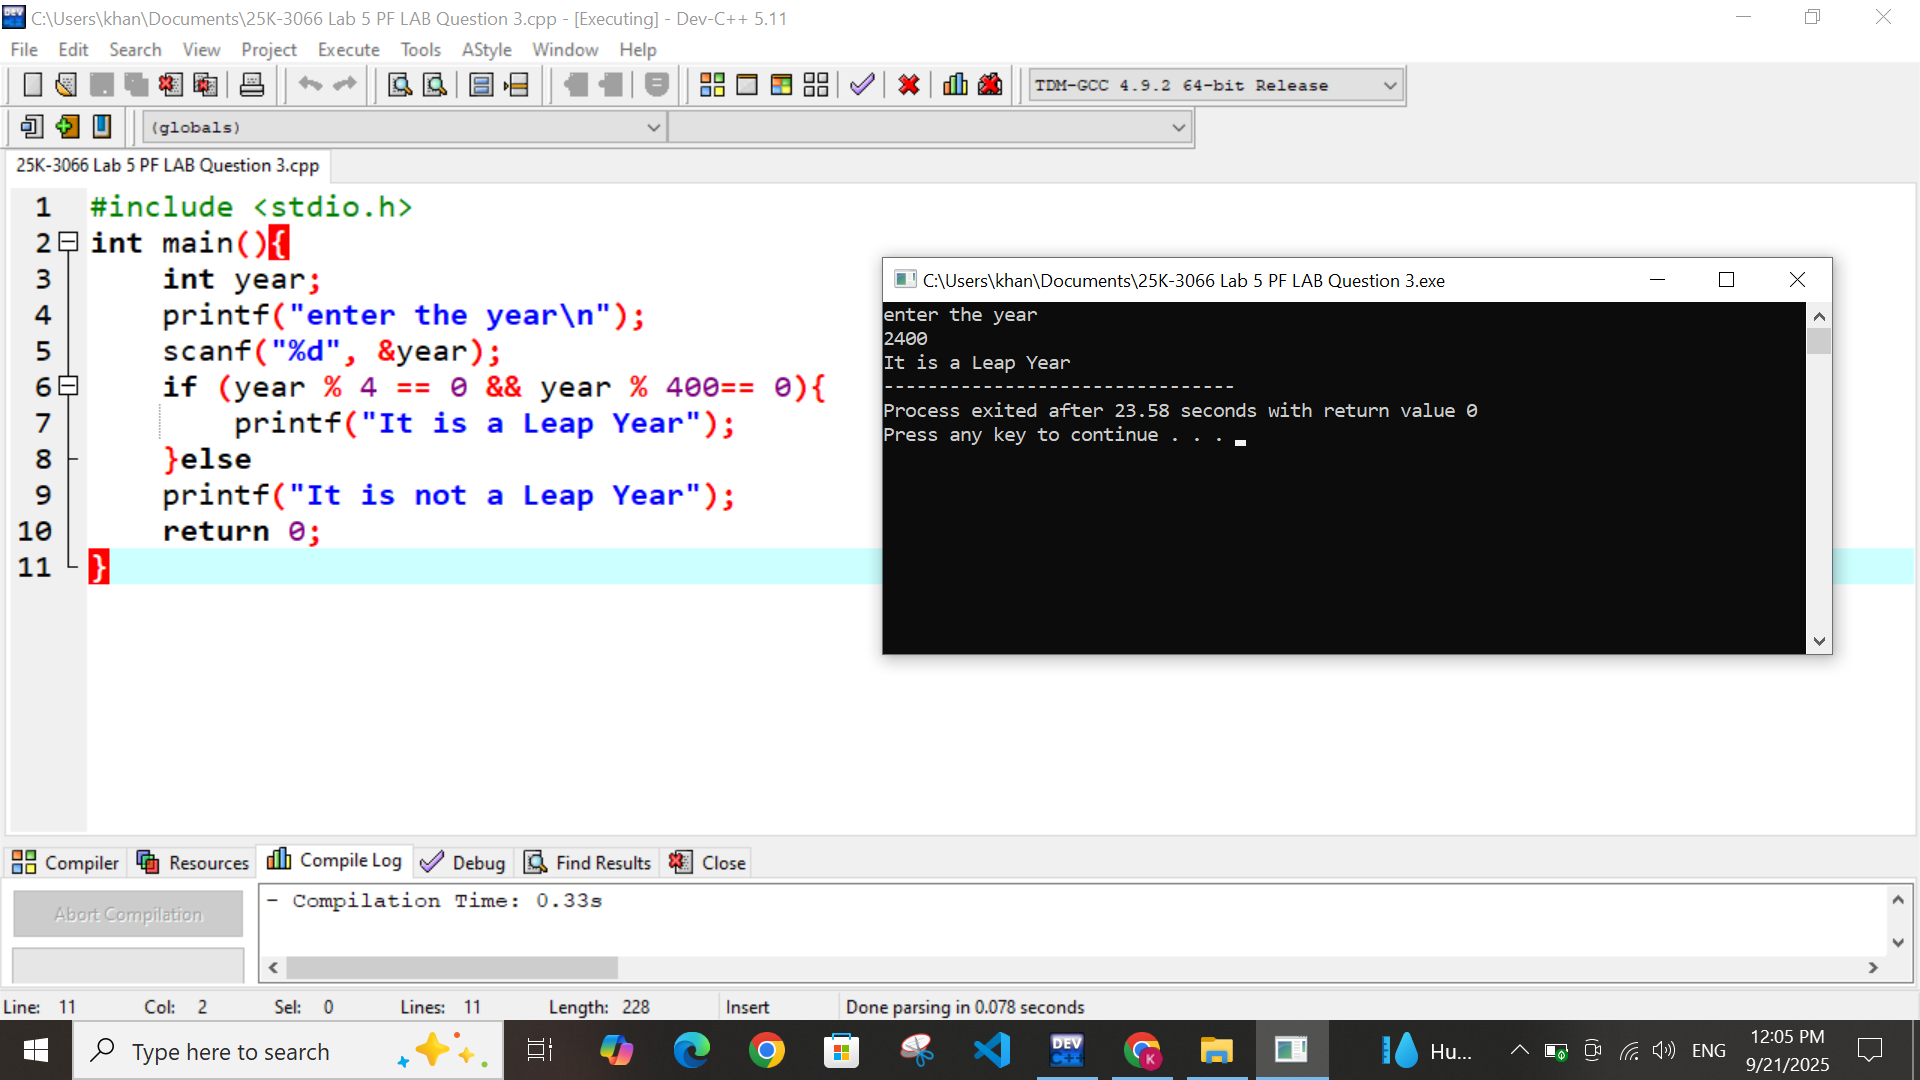 C:\Users\khan\Documents\25K-3066 Lab 5 PF LAB Question 3.cpp - [Executing] - Dev-C++ 5.11
File Edit Search View Project Execute Tools AStyle Window Help
TDM-GCC 4.9.2 64-bit Release
(globals)
25K-3066 Lab 5 PF LAB Question 3.cpp
1 #include <stdio.h>
2 int main(){
3 int year;
4 printf("enter the year\n");
5 scanf("%d", &year);
6 if (year % 4 == 0 && year % 400== 0){
7 printf("It is a Leap Year");
8 }else
9 printf("It is not a Leap Year");
10 return 0;
11 }
C:\Users\khan\Documents\25K-3066 Lab 5 PF LAB Question 3.exe
enter the year
2400
It is a Leap Year
--------------------------------
Process exited after 23.58 seconds with return value 0
Press any key to continue . . .
Compiler Resources Compile Log Debug Find Results Close
Abort Compilation
- Compilation Time: 0.33s
Line: 11 Col: 2 Sel: 0 Lines: 11 Length: 228 Insert Done parsing in 0.078 seconds
Type here to search
DEV C++
K
Hu...
ENG
12:05 PM
9/21/2025